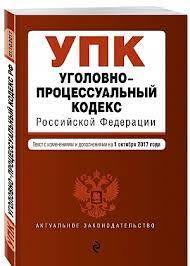 УПК
УГОЛОВНО-
ПРОЦЕССУАЛЬНЫЙ КОДЕКС
Российской Федерации
Текст с изменениями и дополнениями на 1 октября 2017 года
АКТУАЛЬНОЕ ЗАКОНОДАТЕЛЬСТВО
УГОЛОВНО-ПРОЦЕССУАЛЬНЫЙ КОДЕКС РФ